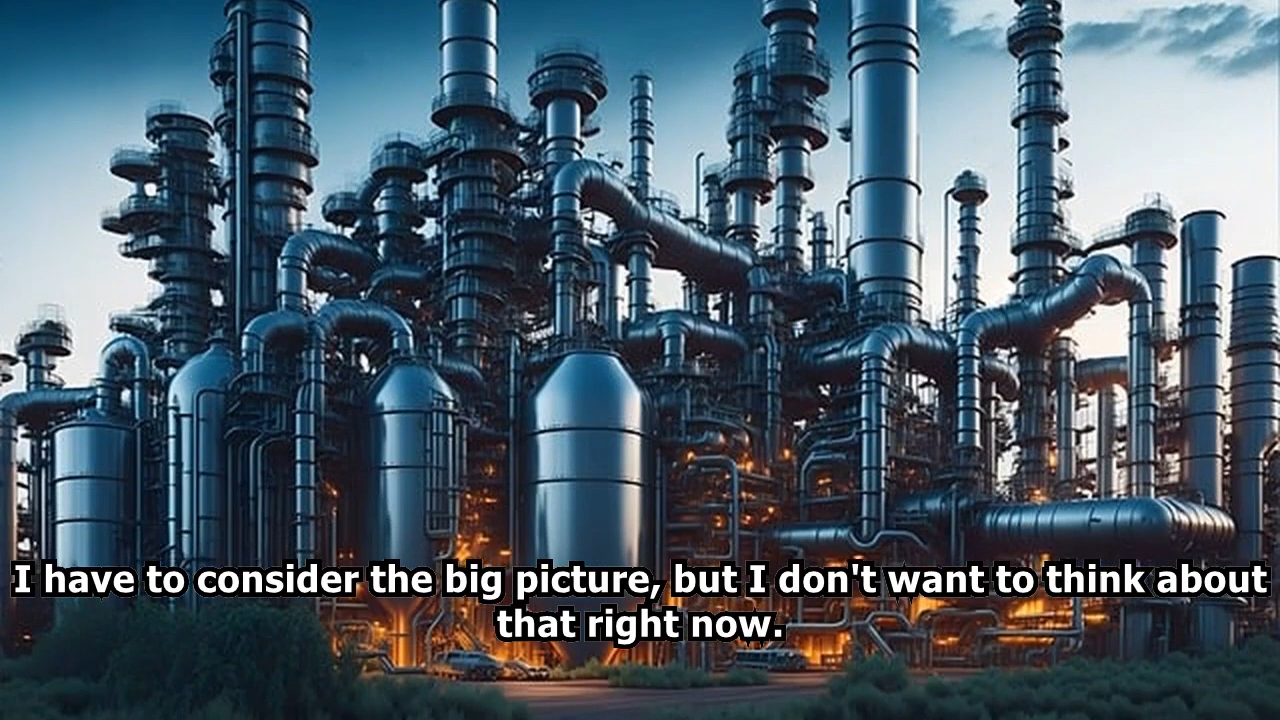 I have to consider the big picture, but I don't want to think about
that right now.